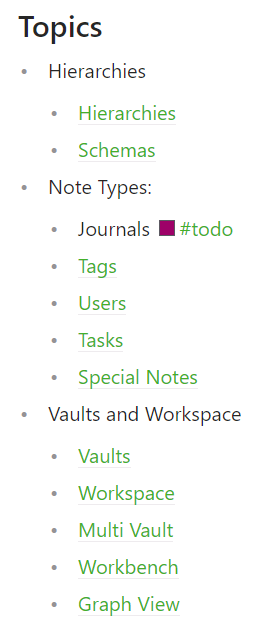 Topics
Hierarchies
Hierarchies
Schemas
Note Types:
Journals #todo
Tags
Users
Tasks
Special Notes
Vaults and Workspace
Vaults
Workspace
Multi Vault
Workbench
Graph View